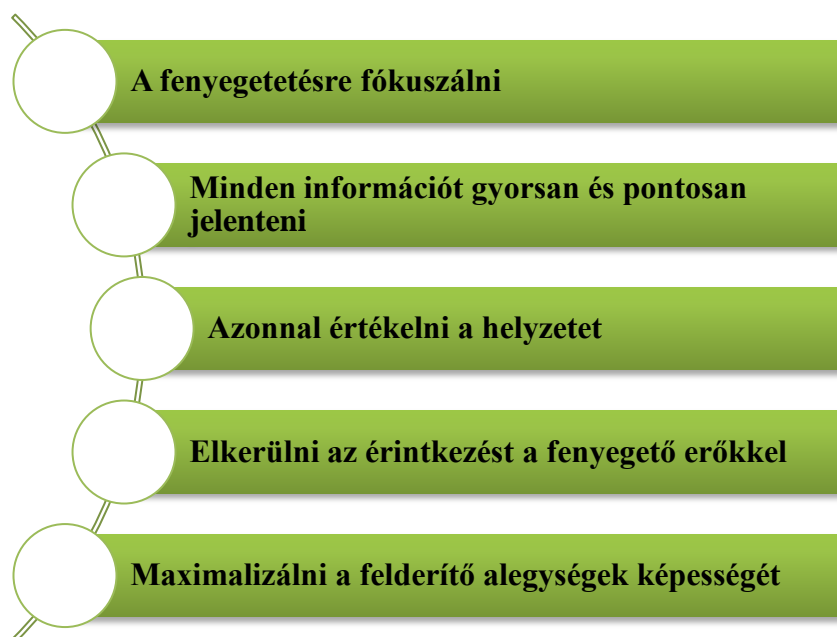 A fenyegetetésre fókuszálni
Minden információt gyorsan és pontosan
jelenteni
Azonnal értékelni a helyzetet
Elkerülni az érintkezést a fenyegető erőkkel
Maximalizálni a felderítő alegységek képességét